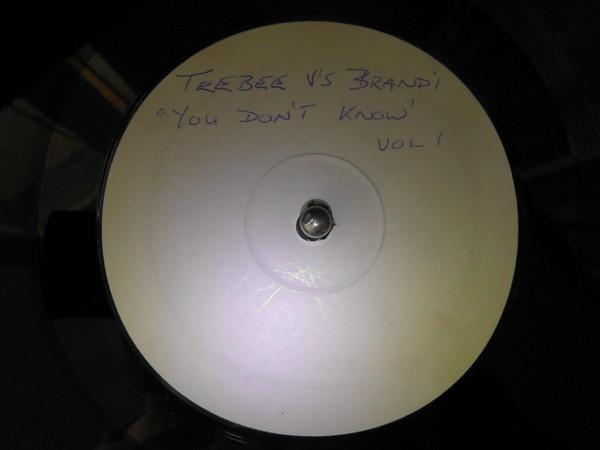 TEEBEE V'S BRANDI
"YOU DON'T KNOW'
VOL 1